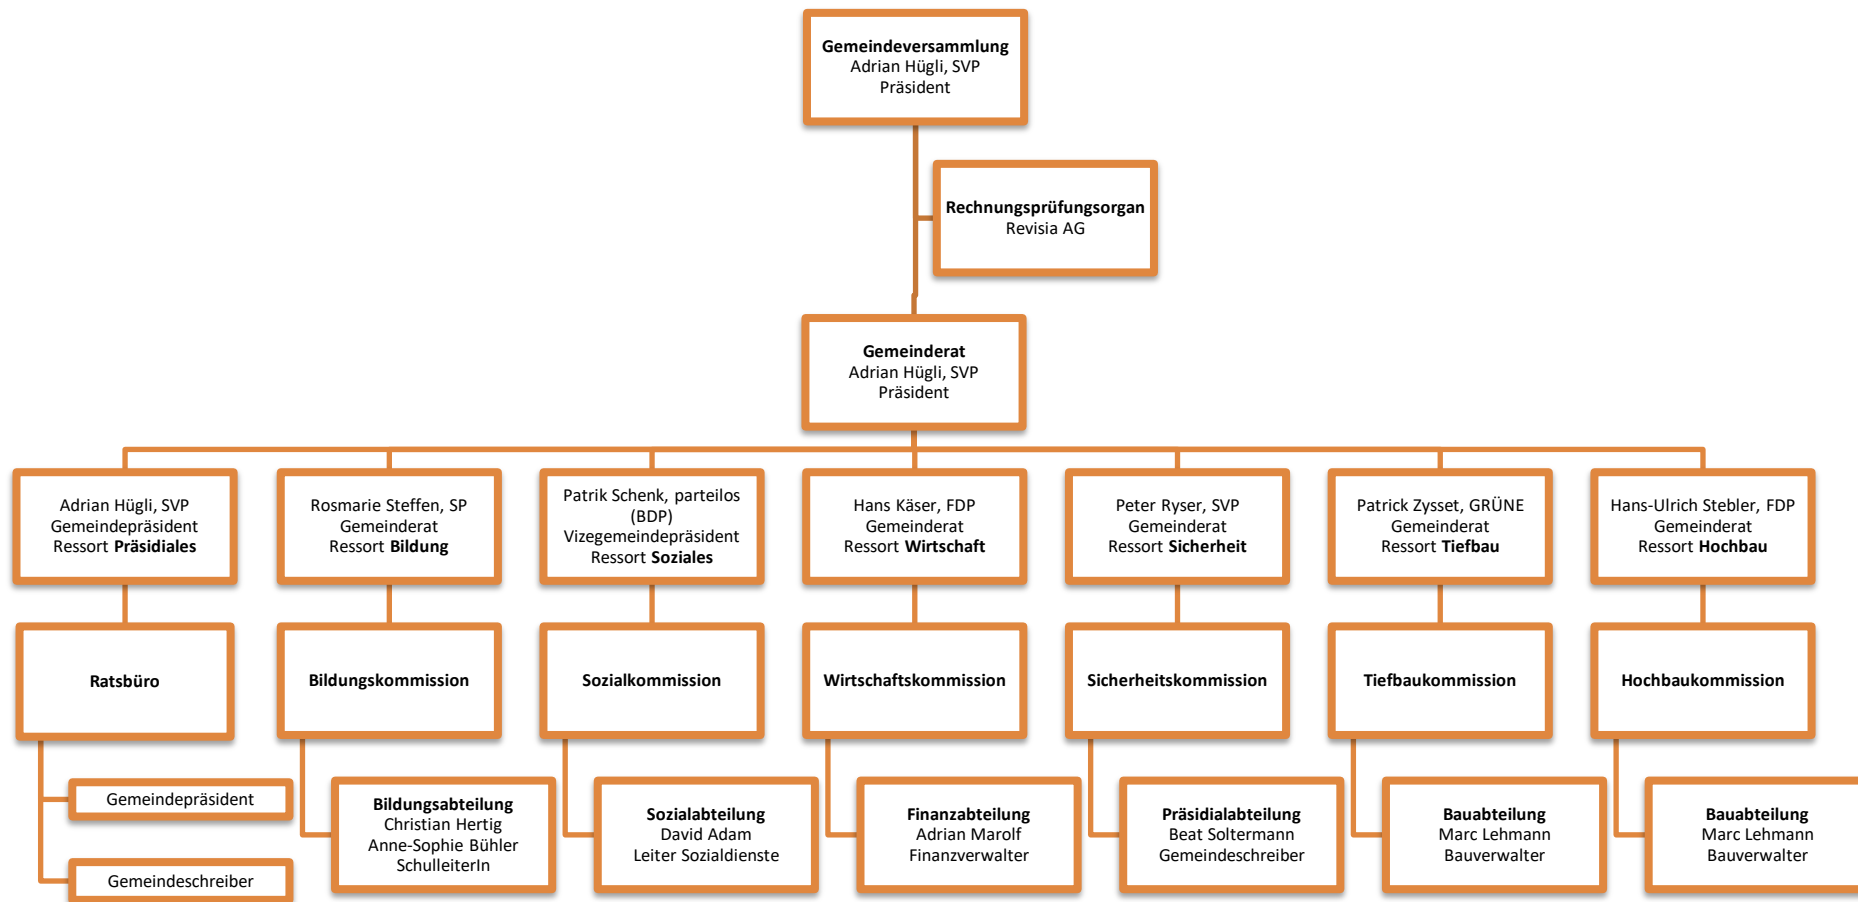 Gemeindeversammlung
Adrian Hügli, SVP
Präsident
Rechnungsprüfungsorgan
Revisia AG
Gemeinderat
Adrian Hügli, SVP
Präsident
Adrian Hügli, SVP
Gemeindepräsident
Ressort Präsidiales
Rosmarie Steffen, SP
Gemeinderat
Ressort Bildung
Patrik Schenk, parteilos
(BDP)
Vizegemeindepräsident
Ressort Soziales
Hans Käser, FDP
Gemeinderat
Ressort Wirtschaft
Peter Ryser, SVP
Gemeinderat
Ressort Sicherheit
Patrick Zysset, GRÜNE
Gemeinderat
Ressort Tiefbau
Hans-Ulrich Stebler, FDP
Gemeinderat
Ressort Hochbau
Ratsbüro
Bildungskommission
Sozialkommission
Wirtschaftskommission
Sicherheitskommission
Tiefbaukommission
Hochbaukommission
Gemeindepräsident
Gemeindeschreiber
Bildungsabteilung
Christian Hertig
Anne-Sophie Bühler
SchulleiterIn
Sozialabteilung
David Adam
Leiter Sozialdienste
Finanzabteilung
Adrian Marolf
Finanzverwalter
Präsidialabteilung
Beat Soltermann
Gemeindeschreiber
Bauabteilung
Marc Lehmann
Bauverwalter
Bauabteilung
Marc Lehmann
Bauverwalter